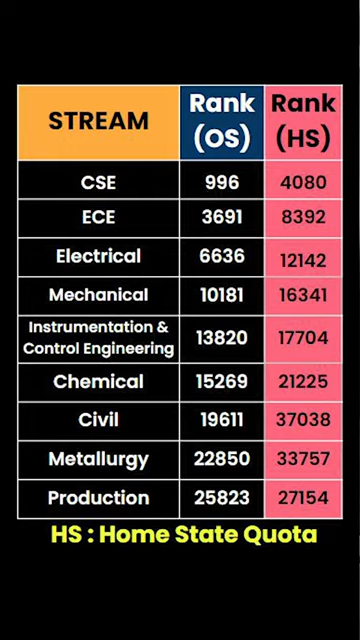 STREAM Rank (OS) Rank (HS)
CSE 996 4080
ECE 3691 8392
Electrical 6636 12142
Mechanical 10181 16341
Instrumentation & Control Engineering 13820 17704
Chemical 15269 21225
Civil 19611 37038
Metallurgy 22850 33757
Production 25823 27154
HS : Home State Quota